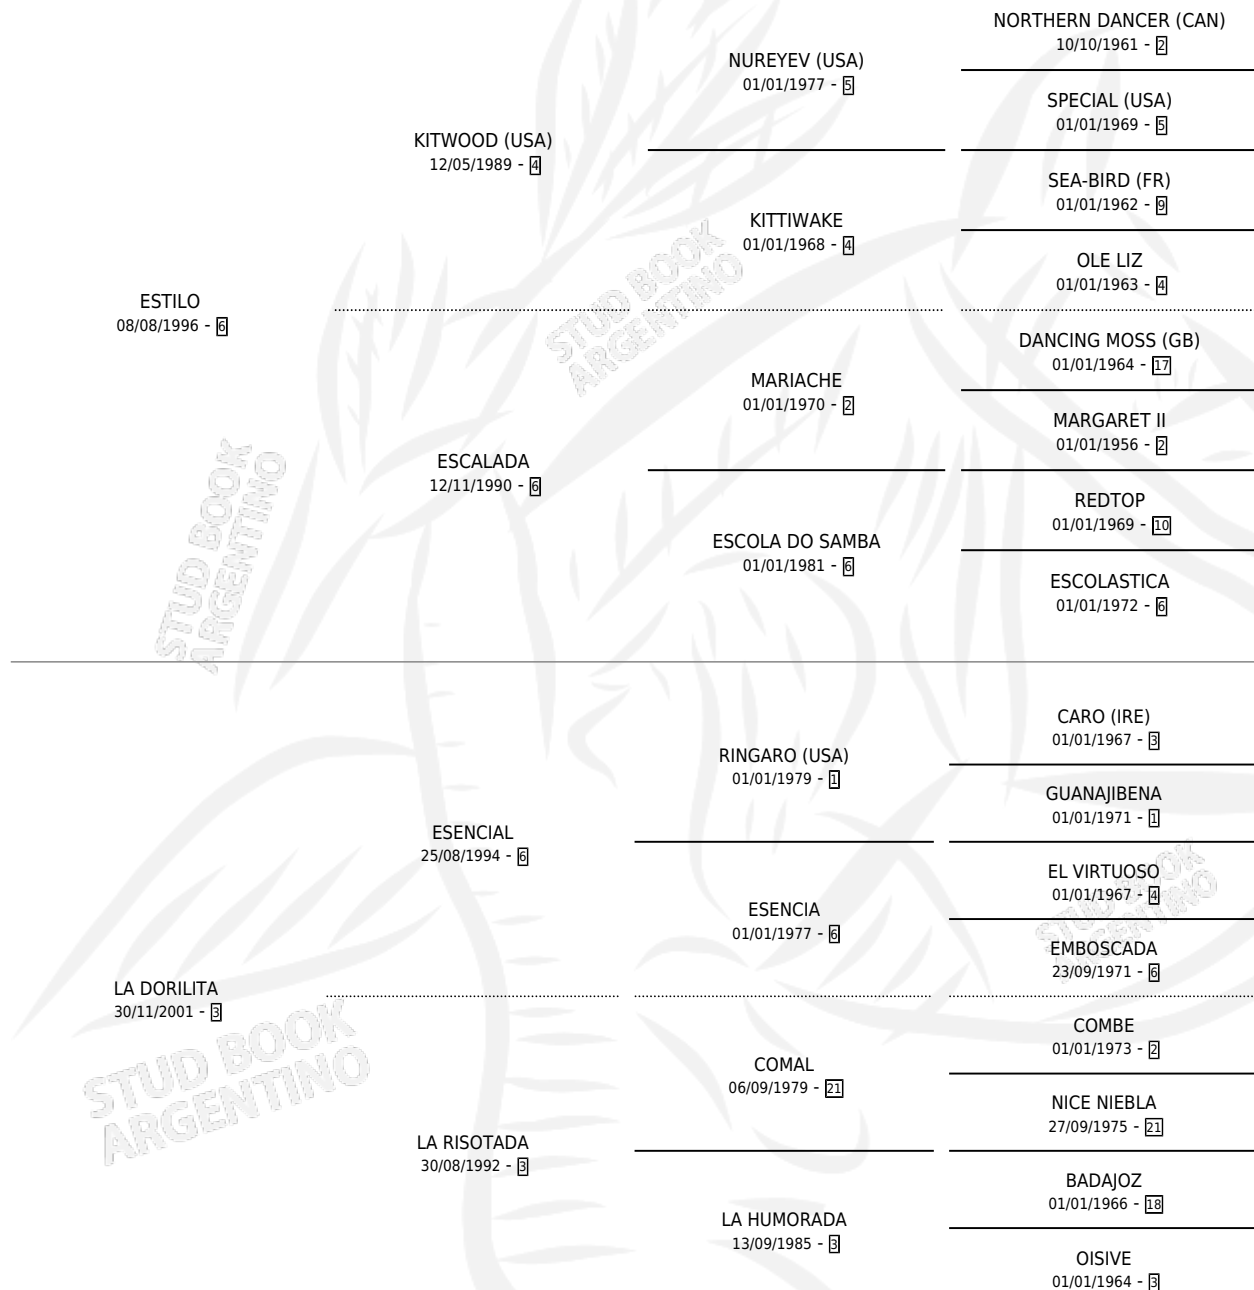 NORTHERN DANCER (CAN)
10/10/1961 - 2
NUREYEV (USA)
01/01/1977 - 5
SPECIAL (USA)
01/01/1969 - 5
KITWOOD (USA)
12/05/1989 - 4
SEA-BIRD (FR)
01/01/1962 - 9
KITTIWAKE
01/01/1968 - 4
OLE LIZ
01/01/1963 - 4
ESTILO
08/08/1996 - 6
DANCING MOSS (GB)
01/01/1964 - 17
MARIACHE
01/01/1970 - 2
MARGARET II
01/01/1956 - 2
ESCALADA
12/11/1990 - 6
REDTOP
01/01/1969 - 10
ESCOLA DO SAMBA
01/01/1981 - 6
ESCOLASTICA
01/01/1972 - 6
CARO (IRE)
01/01/1967 - 3
RINGARO (USA)
01/01/1979 - 1
GUANAJIBENA
01/01/1971 - 1
ESENCIAL
25/08/1994 - 6
EL VIRTUOSO
01/01/1967 - 4
ESENCIA
01/01/1977 - 6
EMBOSCADA
23/09/1971 - 6
LA DORILITA
30/11/2001 - 3
COMBE
01/01/1973 - 2
COMAL
06/09/1979 - 21
NICE NIEBLA
27/09/1975 - 21
LA RISOTADA
30/08/1992 - 3
BADAJOZ
01/01/1966 - 18
LA HUMORADA
13/09/1985 - 3
OISIVE
01/01/1964 - 3
STUD BOOK
ARGENTINO
STUD BOOK
ARGENTINO
STUD BOOK
ARGENTINO
STUD BOOK
ARGENTINO